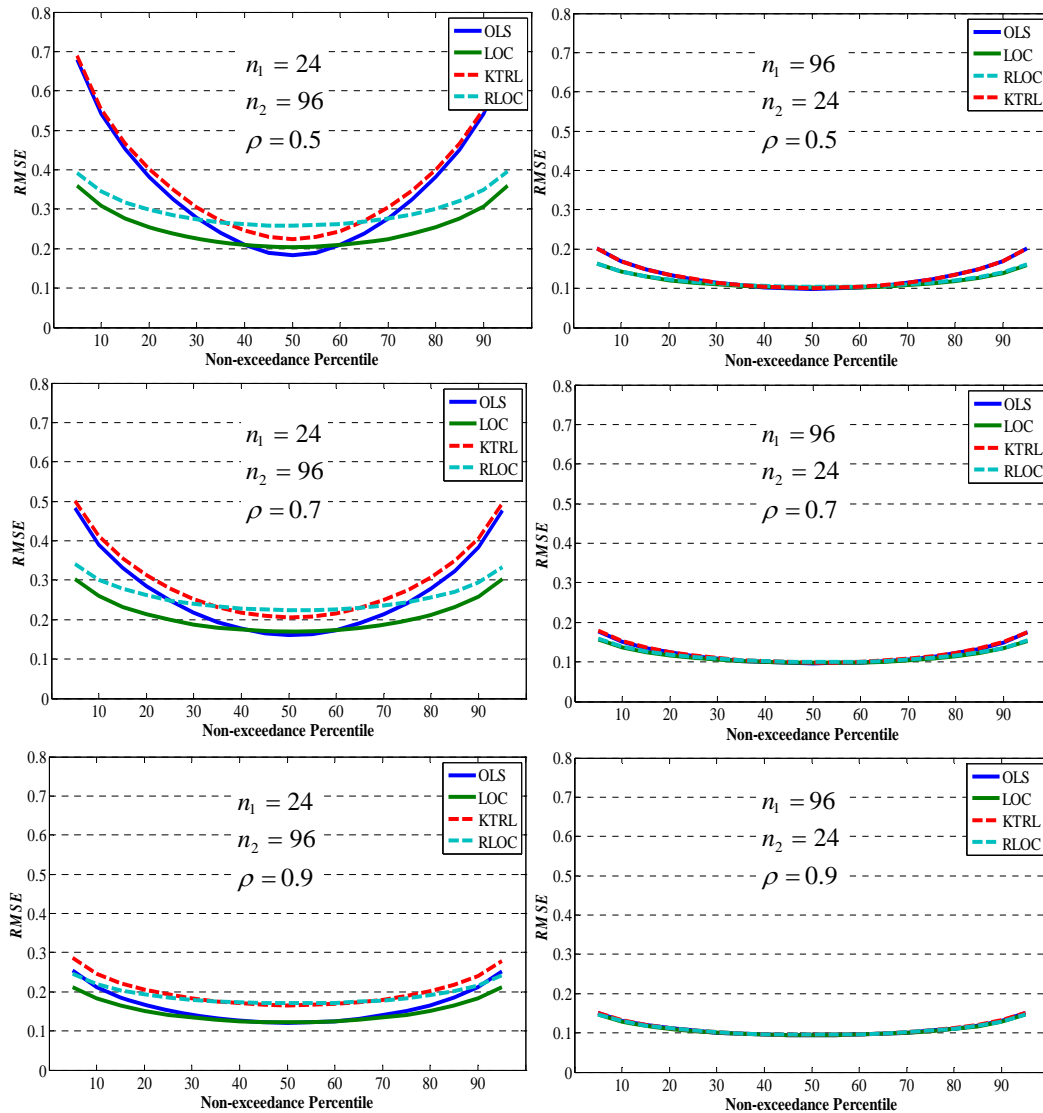 0.8
0.7
0.6
0.5
0.4
0.3
0.2
0.1
0
RMSE
n₁ = 24
n₂ = 96
ρ = 0.5
OLS
LOC
KTRL
RLOC
10 20 30 40 50 60 70 80 90
Non-exceedance Percentile
0.8
0.7
0.6
0.5
0.4
0.3
0.2
0.1
0
RMSE
n₁ = 96
n₂ = 24
ρ = 0.5
OLS
LOC
RLOC
KTRL
10 20 30 40 50 60 70 80 90
Non-exceedance Percentile
0.8
0.7
0.6
0.5
0.4
0.3
0.2
0.1
0
RMSE
n₁ = 24
n₂ = 96
ρ = 0.7
OLS
LOC
KTRL
RLOC
10 20 30 40 50 60 70 80 90
Non-exceedance Percentile
0.8
0.7
0.6
0.5
0.4
0.3
0.2
0.1
0
RMSE
n₁ = 96
n₂ = 24
ρ = 0.7
OLS
LOC
KTRL
RLOC
10 20 30 40 50 60 70 80 90
Non-exceedance Percentile
0.8
0.7
0.6
0.5
0.4
0.3
0.2
0.1
0
RMSE
n₁ = 24
n₂ = 96
ρ = 0.9
OLS
LOC
KTRL
RLOC
10 20 30 40 50 60 70 80 90
Non-exceedance Percentile
0.8
0.7
0.6
0.5
0.4
0.3
0.2
0.1
0
RMSE
n₁ = 96
n₂ = 24
ρ = 0.9
OLS
LOC
KTRL
RLOC
10 20 30 40 50 60 70 80 90
Non-exceedance Percentile